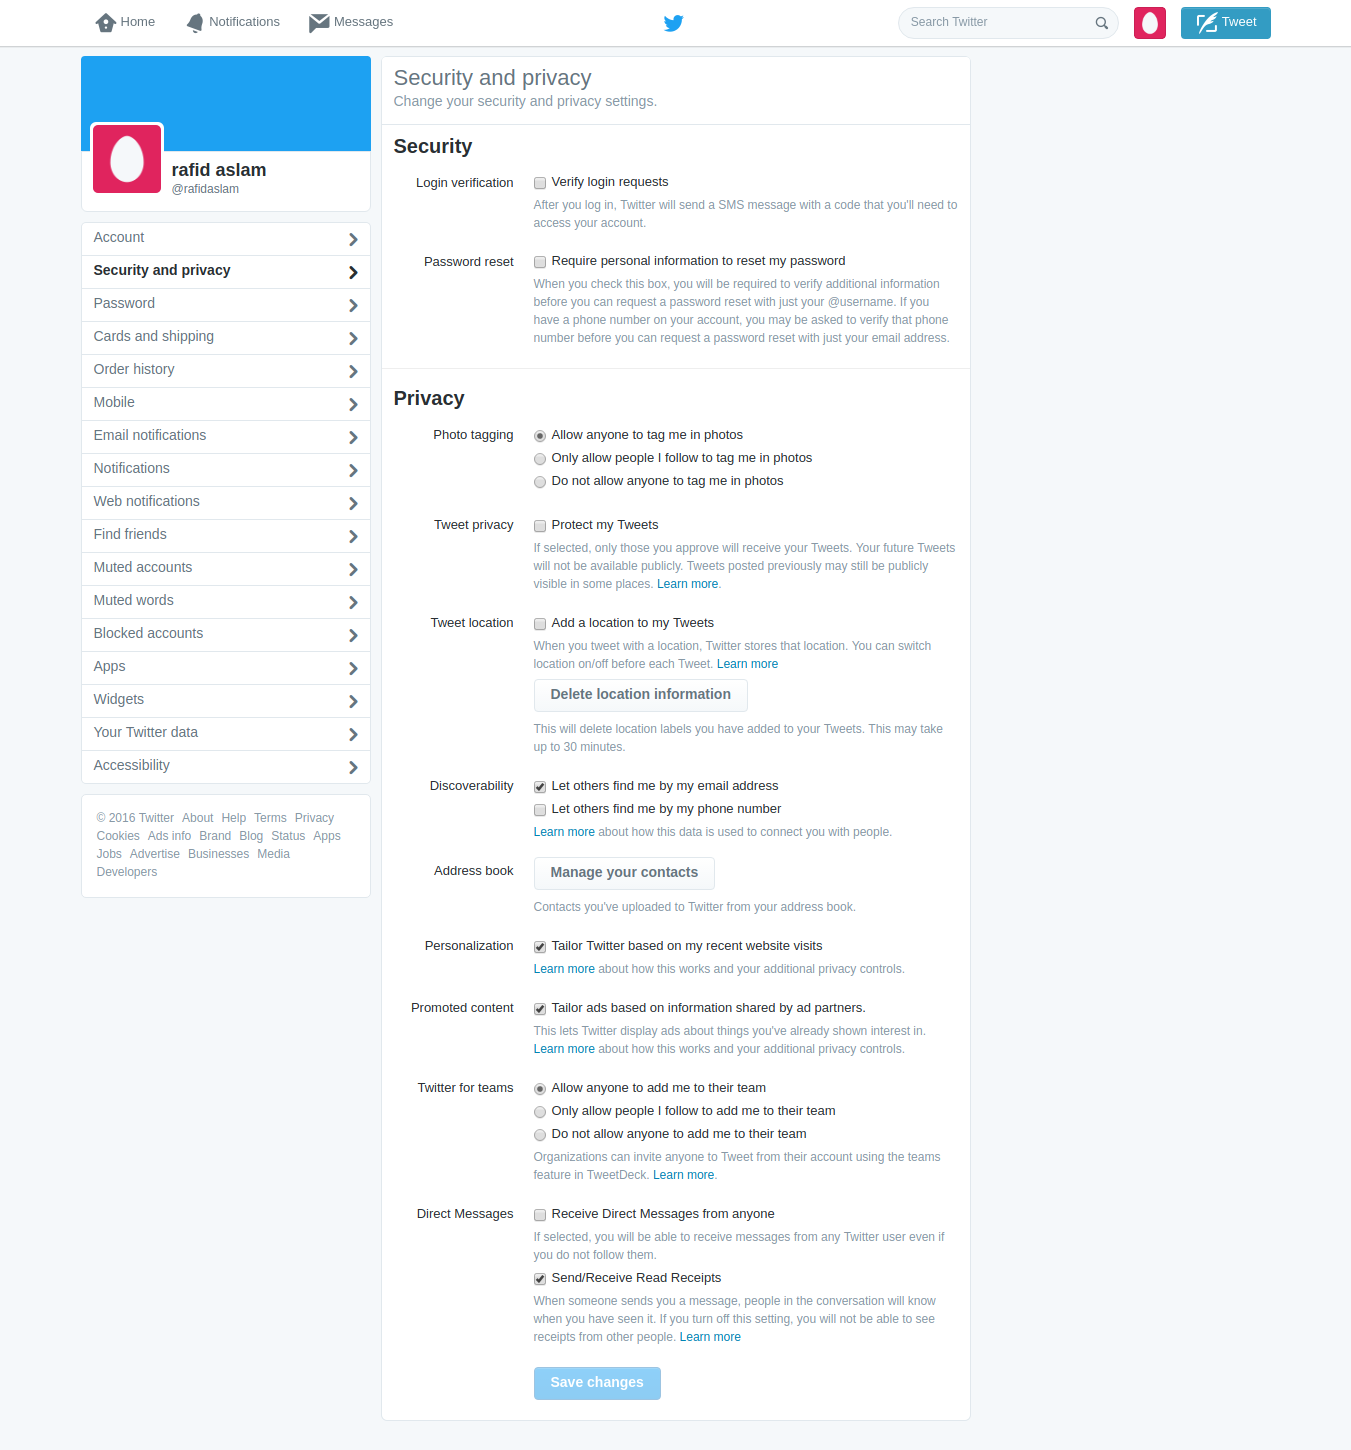 Home Notifications Messages Search Twitter Tweet
rafid aslam
@rafidaslam
Account
Security and privacy
Password
Cards and shipping
Order history
Mobile
Email notifications
Notifications
Web notifications
Find friends
Muted accounts
Muted words
Blocked accounts
Apps
Widgets
Your Twitter data
Accessibility
© 2016 Twitter About Help Terms Privacy
Cookies Ads info Brand Blog Status Apps
Jobs Advertise Businesses Media
Developers
Security and privacy
Change your security and privacy settings.
Security
Login verification Verify login requests
After you log in, Twitter will send a SMS message with a code that you'll need to
access your account.
Password reset Require personal information to reset my password
When you check this box, you will be required to verify additional information
before you can request a password reset with just your @username. If you
have a phone number on your account, you may be asked to verify that phone
number before you can request a password reset with just your email address.
Privacy
Photo tagging Allow anyone to tag me in photos
Only allow people I follow to tag me in photos
Do not allow anyone to tag me in photos
Tweet privacy Protect my Tweets
If selected, only those you approve will receive your Tweets. Your future Tweets
will not be available publicly. Tweets posted previously may still be publicly
visible in some places. Learn more.
Tweet location Add a location to my Tweets
When you tweet with a location, Twitter stores that location. You can switch
location on/off before each Tweet. Learn more
Delete location information
This will delete location labels you have added to your Tweets. This may take
up to 30 minutes.
Discoverability Let others find me by my email address
Let others find me by my phone number
Learn more about how this data is used to connect you with people.
Address book Manage your contacts
Contacts you've uploaded to Twitter from your address book.
Personalization Tailor Twitter based on my recent website visits
Learn more about how this works and your additional privacy controls.
Promoted content Tailor ads based on information shared by ad partners.
This lets Twitter display ads about things you've already shown interest in.
Learn more about how this works and your additional privacy controls.
Twitter for teams Allow anyone to add me to their team
Only allow people I follow to add me to their team
Do not allow anyone to add me to their team
Organizations can invite anyone to Tweet from their account using the teams
feature in TweetDeck. Learn more.
Direct Messages Receive Direct Messages from anyone
If selected, you will be able to receive messages from any Twitter user even if
you do not follow them.
Send/Receive Read Receipts
When someone sends you a message, people in the conversation will know
when you have seen it. If you turn off this setting, you will not be able to see
receipts from other people. Learn more
Save changes